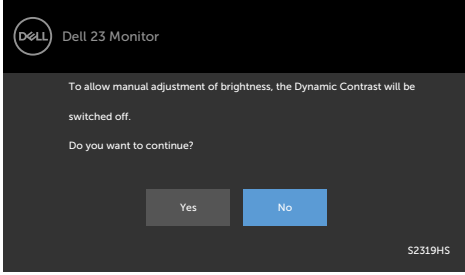 DELL
Dell 23 Monitor
To allow manual adjustment of brightness, the Dynamic Contrast will be
switched off.
Do you want to continue?
Yes
No
S2319HS